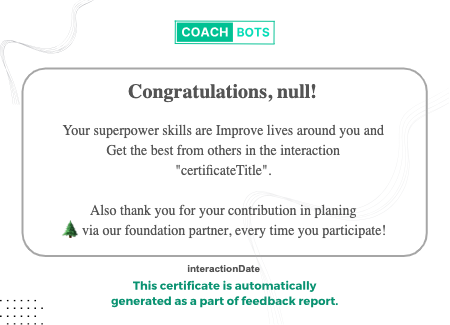 COACH BOTS
Congratulations, null!
Your superpower skills are Improve lives around you and
Get the best from others in the interaction
"certificateTitle".
Also thank you for your contribution in planing
🌲 via our foundation partner, every time you participate!
interactionDate
This certificate is automatically
generated as a part of feedback report.